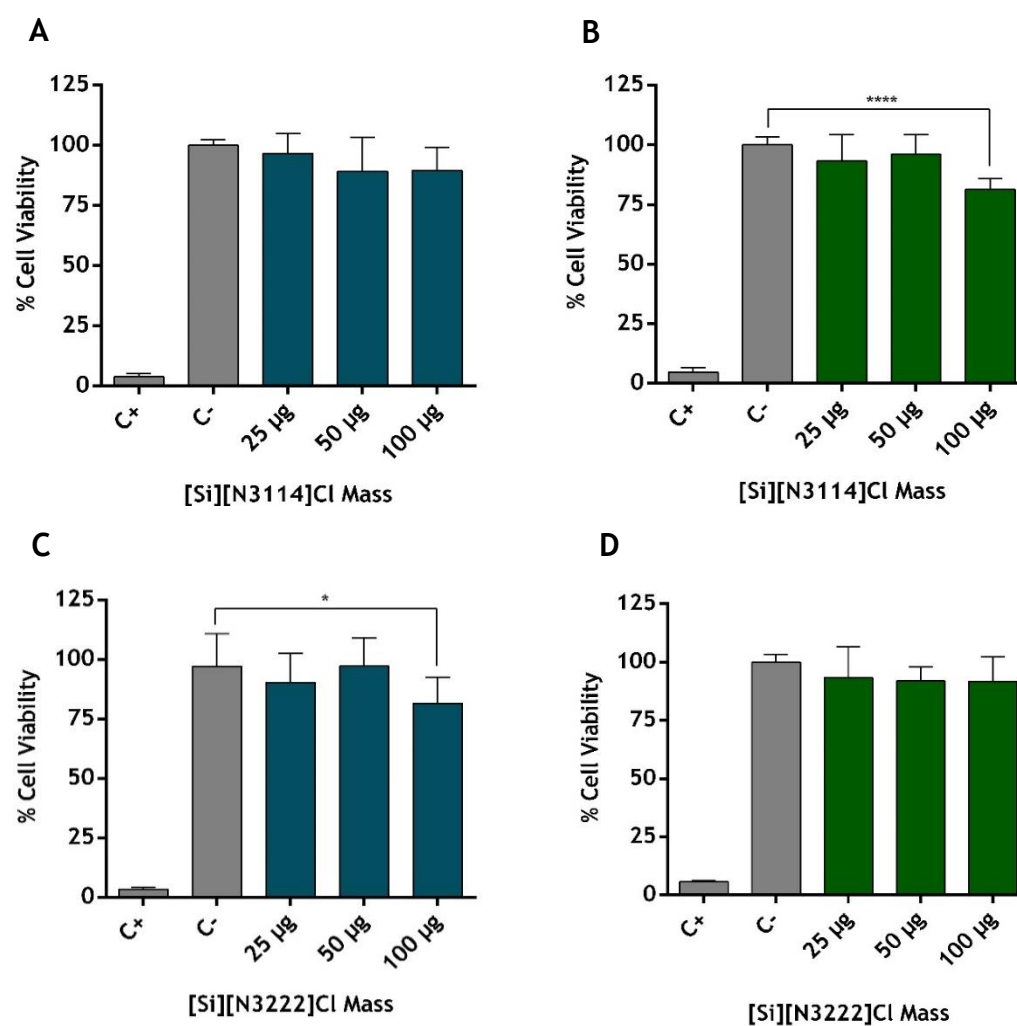 A
125
100
75
50
25
0
% Cell Viability
C+
C-
25 µg
50 µg
100 µg
[Si][N3114]Cl Mass
B
125
100
75
50
25
0
% Cell Viability
****
C+
C-
25 µg
50 µg
100 µg
[Si][N3114]Cl Mass
C
125
100
75
50
25
0
% Cell Viability
*
C+
C-
25 µg
50 µg
100 µg
[Si][N3222]Cl Mass
D
125
100
75
50
25
0
% Cell Viability
C+
C-
25 µg
50 µg
100 µg
[Si][N3222]Cl Mass